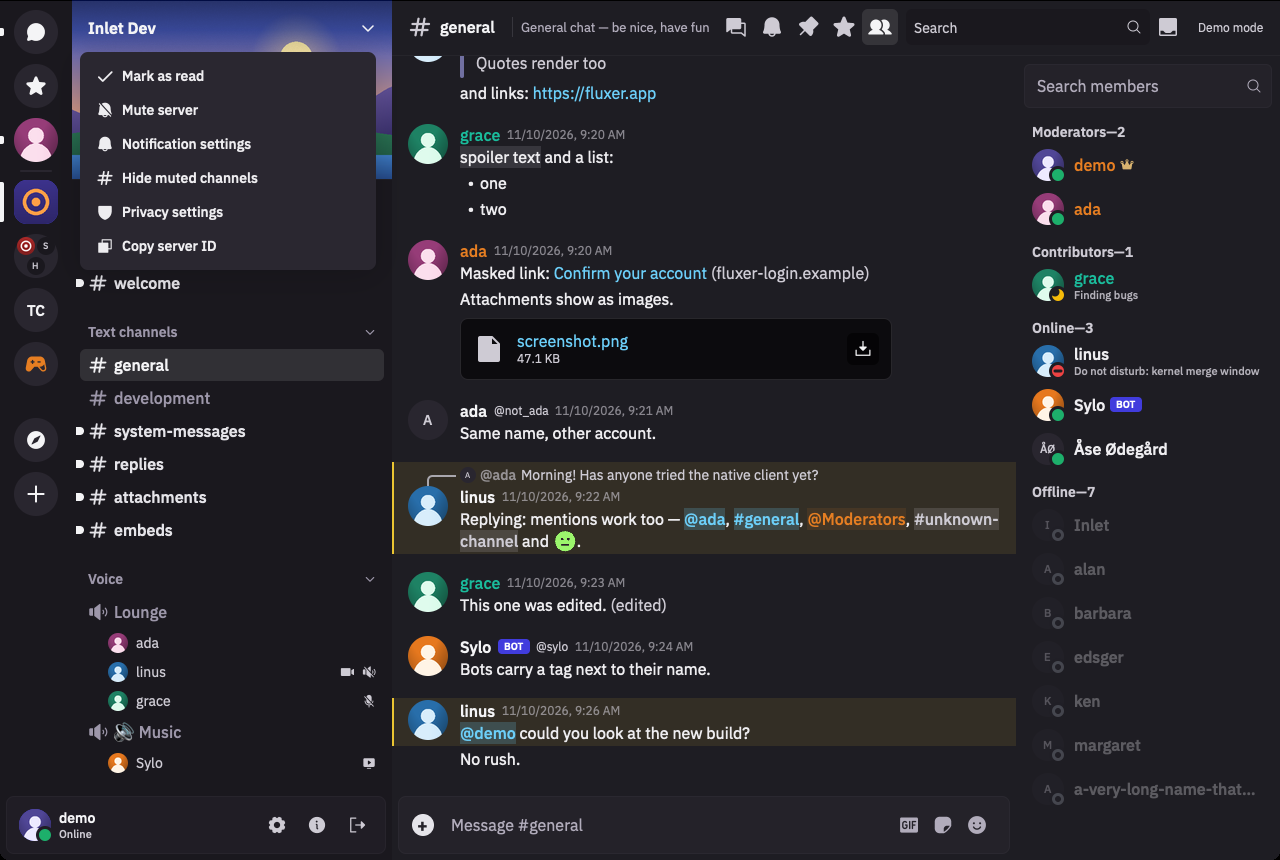 S
H
TC
Inlet Dev
Mark as read
Mute server
Notification settings
Hide muted channels
Privacy settings
Copy server ID
welcome
Text channels
general
development
system-messages
replies
attachments
embeds
Voice
Lounge
ada
linus
grace
Music
Sylo
demo
Online
general
General chat — be nice, have fun
Search
Demo mode
Quotes render too
and links: https://fluxer.app
grace 11/10/2026, 9:20 AM
spoiler text and a list:
• one
• two
ada 11/10/2026, 9:20 AM
Masked link: Confirm your account (fluxer-login.example)
Attachments show as images.
screenshot.png
47.1 KB
A
ada @not_ada 11/10/2026, 9:21 AM
Same name, other account.
A @ada Morning! Has anyone tried the native client yet?
linus 11/10/2026, 9:22 AM
Replying: mentions work too — @ada, #general, @Moderators, #unknown-
channel and 😐.
grace 11/10/2026, 9:23 AM
This one was edited. (edited)
Sylo BOT @sylo 11/10/2026, 9:24 AM
Bots carry a tag next to their name.
linus 11/10/2026, 9:26 AM
@demo could you look at the new build?
No rush.
Message #general
GIF
Search members
Moderators—2
demo
ada
Contributors—1
grace
Finding bugs
Online—3
linus
Do not disturb: kernel merge window
Sylo BOT
ÅØ Åse Ødegård
Offline—7
I Inlet
A alan
B barbara
E edsger
K ken
M margaret
A a-very-long-name-that...